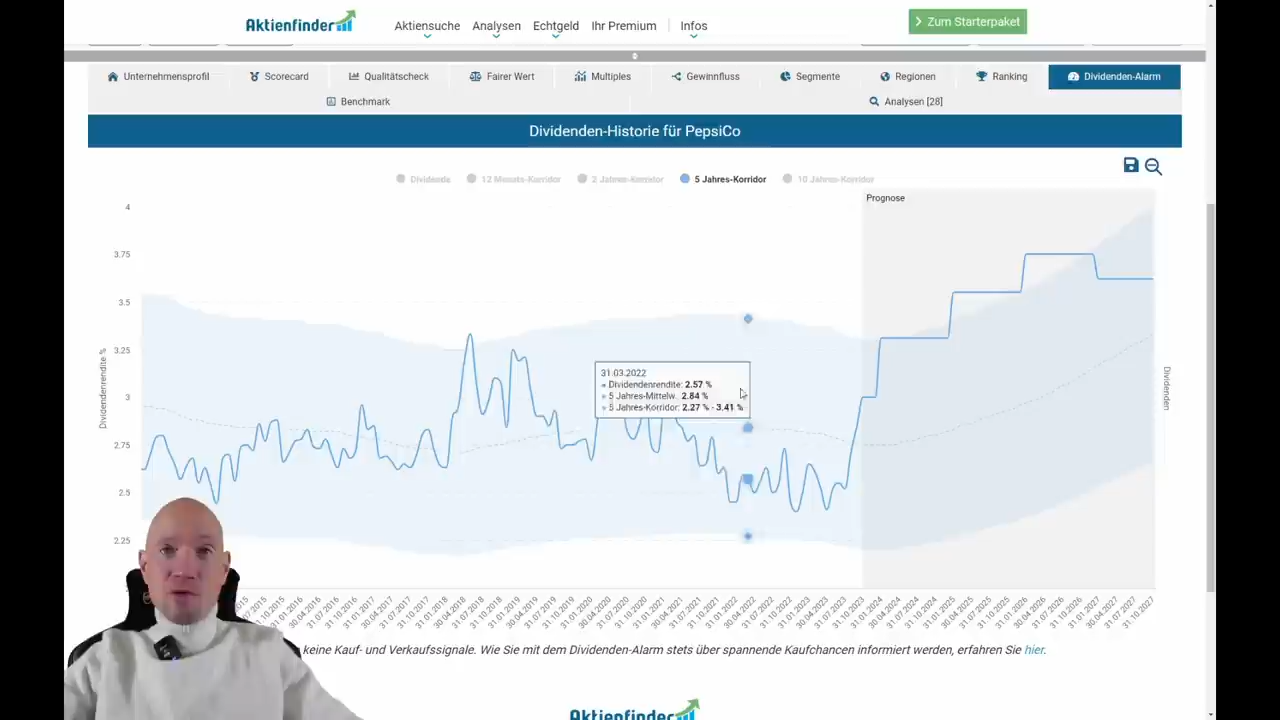 Aktienfinder
Aktiensuche Analysen Echtgeld Ihr Premium Infos
Zum Starterpaket
Unternehmensprofil Scorecard Qualitätscheck Fairer Wert Multiples Gewinnfluss Segmente Regionen Ranking Dividenden-Alarm
Benchmark Analysen [28]
Dividenden-Historie für PepsiCo
Dividende 12 Monats-Korridor 2 Jahres-Korridor 5 Jahres-Korridor 10 Jahres-Korridor
Prognose
4
3.75
3.5
3.25
3
2.75
2.5
2.25
Dividendenrendite %
Dividenden
31.03.2022
Dividendenrendite: 2.57 %
5 Jahres-Mittelw. 2.84 %
5 Jahres-Korridor: 2.27 % - 3.41 %
keine Kauf- und Verkaufssignale. Wie Sie mit dem Dividenden-Alarm stets über spannende Kaufchancen informiert werden, erfahren Sie hier.
Aktienfinder